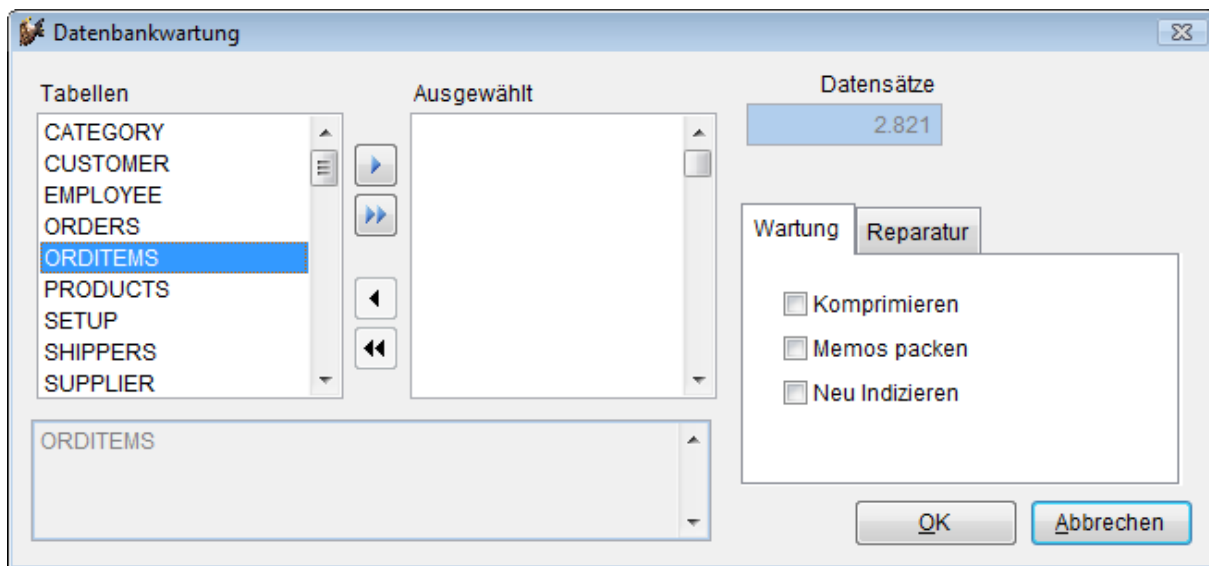 Datenbankwartung
Tabellen
CATEGORY
CUSTOMER
EMPLOYEE
ORDERS
ORDITEMS
PRODUCTS
SETUP
SHIPPERS
SUPPLIER
Ausgewählt
Datensätze
2.821
Wartung
Reparatur
Komprimieren
Memos packen
Neu Indizieren
ORDITEMS
OK
Abbrechen